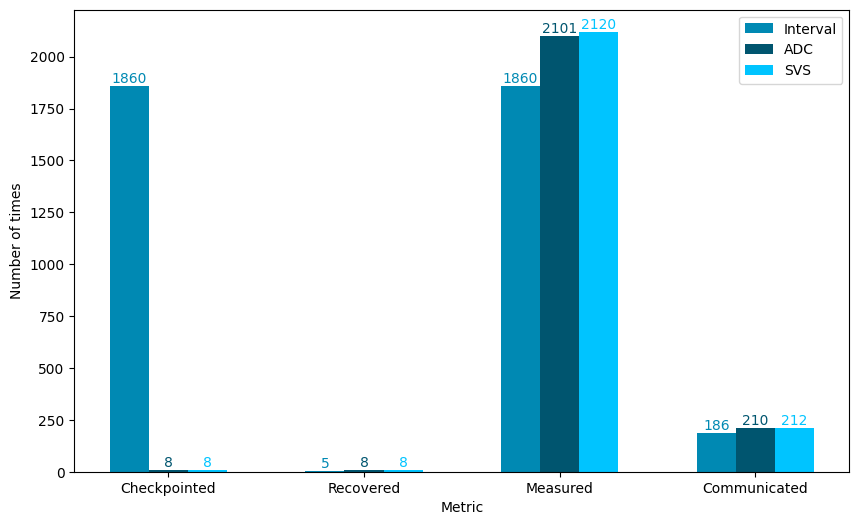 Number of times
2000
1750
1500
1250
1000
750
500
250
0
1860
8
8
5
8
8
1860
2101
2120
186
210
212
Interval
ADC
SVS
Checkpointed
Recovered
Measured
Communicated
Metric